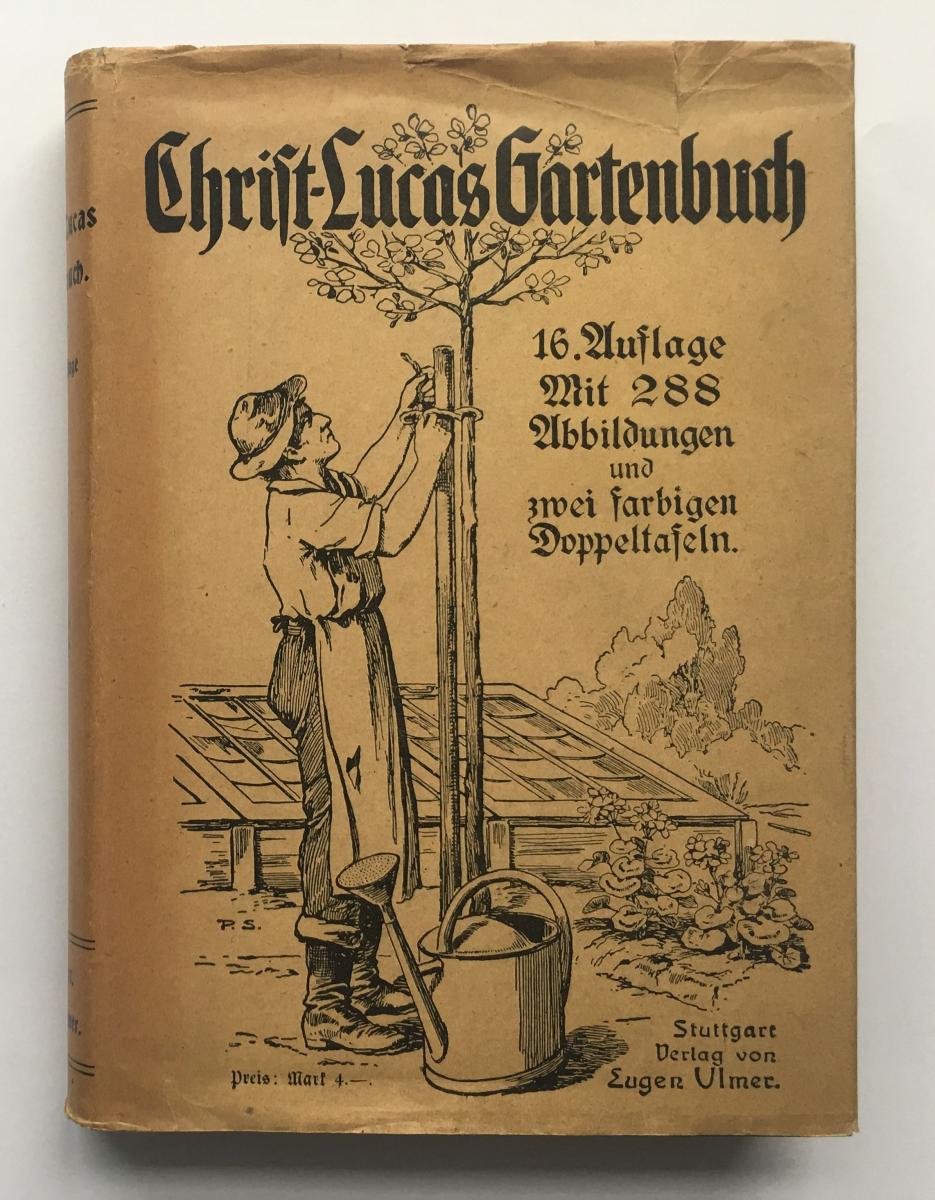 Christ-Lucas Gartenbuch
16. Auflage
Mit 288
Abbildungen
und
zwei farbigen
Doppeltafeln.
P. S.
Stuttgart
Verlag von
Eugen Ulmer.
Preis: Mark 4.—.